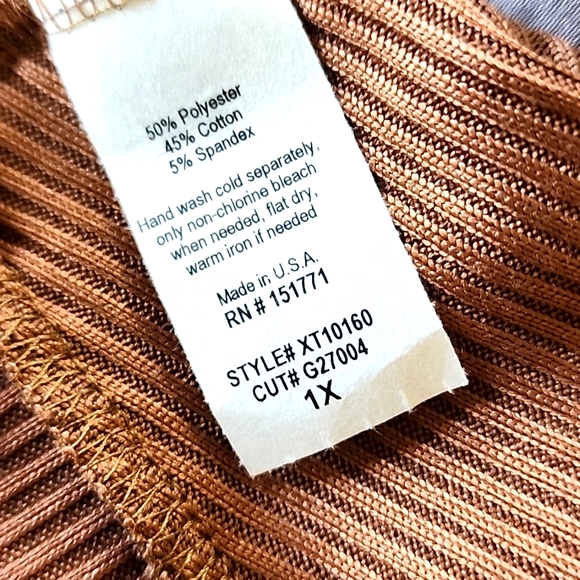 50% Polyester
45% Cotton
5% Spandex
Hand wash cold separately,
only non-chlorine bleach
when needed, flat dry,
warm iron if needed
Made in U.S.A.
RN # 151771
STYLE# XT10160
CUT# G27004
1X